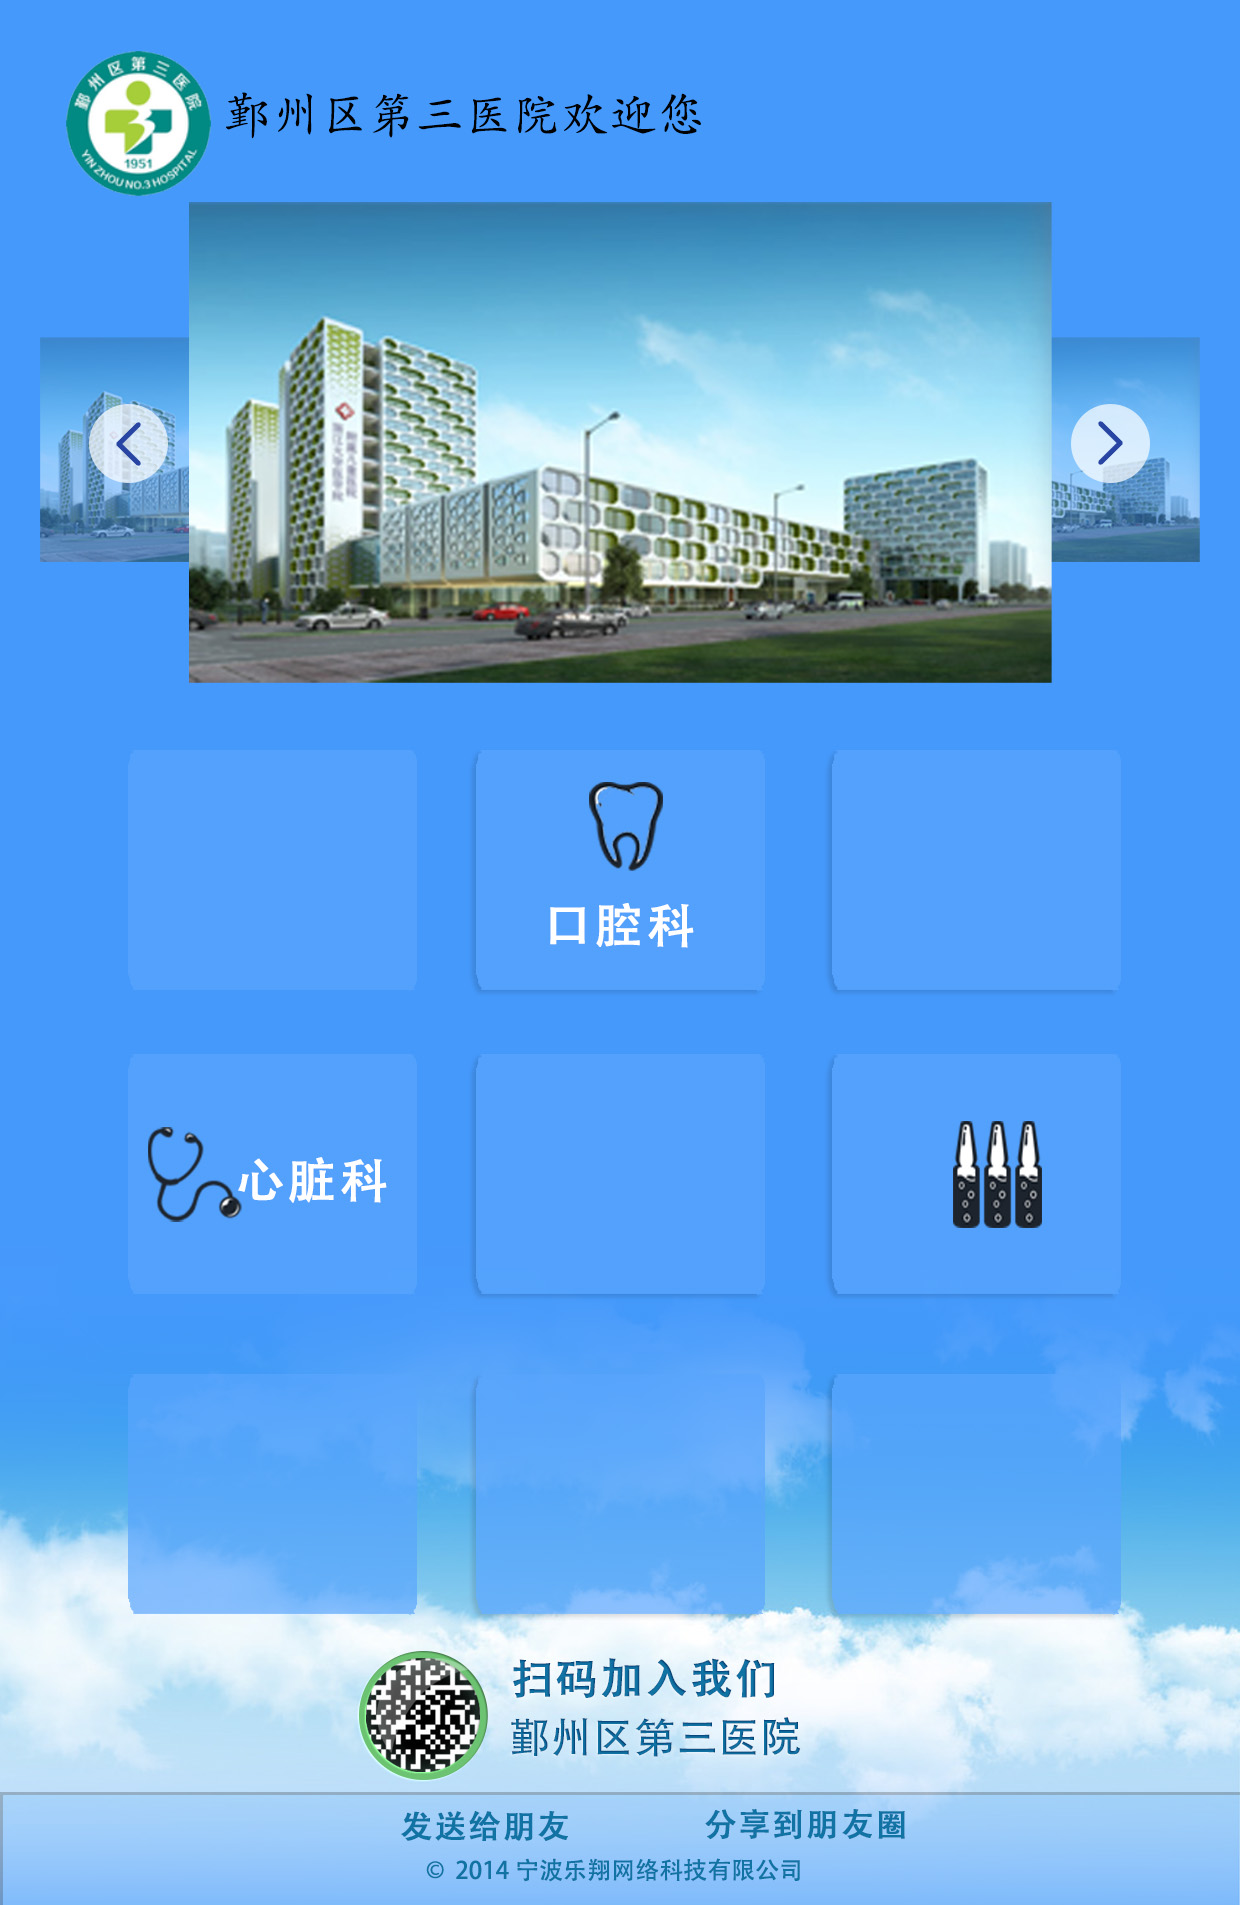 鄞州区第三医院
1951
YIN ZHOU NO.3 HOSPITAL
鄞州区第三医院欢迎您
口腔科
心脏科
扫码加入我们
鄞州区第三医院
发送给朋友
分享到朋友圈
© 2014 宁波乐翔网络科技有限公司